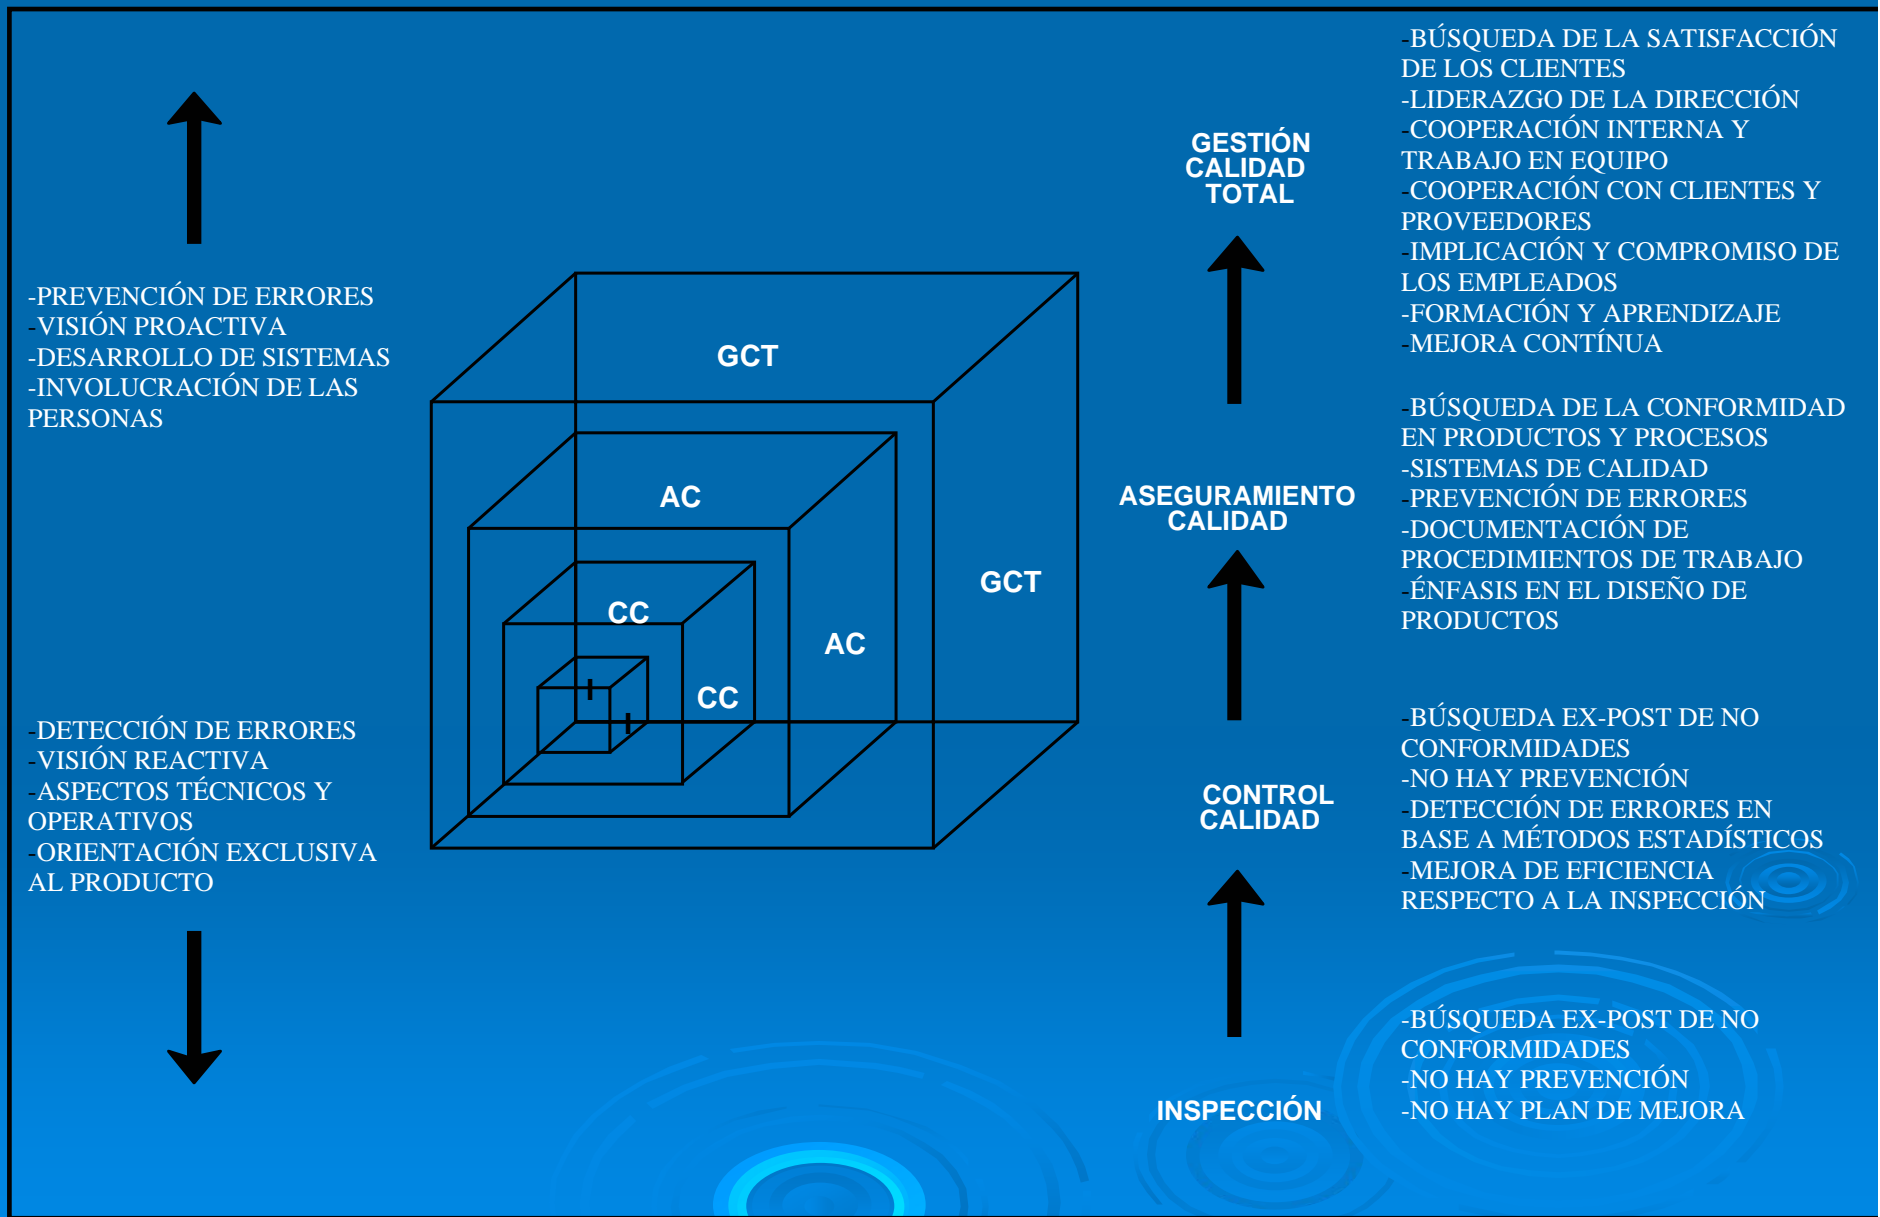 -PREVENCIÓN DE ERRORES
-VISIÓN PROACTIVA
-DESARROLLO DE SISTEMAS
-INVOLUCRACIÓN DE LAS
PERSONAS
-DETECCIÓN DE ERRORES
-VISIÓN REACTIVA
-ASPECTOS TÉCNICOS Y
OPERATIVOS
-ORIENTACIÓN EXCLUSIVA
AL PRODUCTO
GCT
AC
GCT
CC
AC
CC
I
I
GESTIÓN
CALIDAD
TOTAL
ASEGURAMIENTO
CALIDAD
CONTROL
CALIDAD
INSPECCIÓN
-BÚSQUEDA DE LA SATISFACCIÓN
DE LOS CLIENTES
-LIDERAZGO DE LA DIRECCIÓN
-COOPERACIÓN INTERNA Y
TRABAJO EN EQUIPO
-COOPERACIÓN CON CLIENTES Y
PROVEEDORES
-IMPLICACIÓN Y COMPROMISO DE
LOS EMPLEADOS
-FORMACIÓN Y APRENDIZAJE
-MEJORA CONTÍNUA
-BÚSQUEDA DE LA CONFORMIDAD
EN PRODUCTOS Y PROCESOS
-SISTEMAS DE CALIDAD
-PREVENCIÓN DE ERRORES
-DOCUMENTACIÓN DE
PROCEDIMIENTOS DE TRABAJO
-ÉNFASIS EN EL DISEÑO DE
PRODUCTOS
-BÚSQUEDA EX-POST DE NO
CONFORMIDADES
-NO HAY PREVENCIÓN
-DETECCIÓN DE ERRORES EN
BASE A MÉTODOS ESTADÍSTICOS
-MEJORA DE EFICIENCIA
RESPECTO A LA INSPECCIÓN
-BÚSQUEDA EX-POST DE NO
CONFORMIDADES
-NO HAY PREVENCIÓN
-NO HAY PLAN DE MEJORA